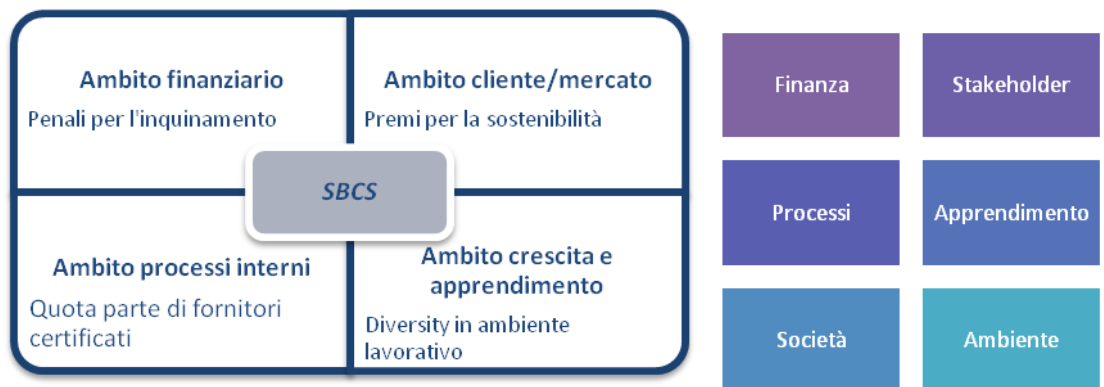 Ambito finanziario
Penali per l'inquinamento
Ambito cliente/mercato
Premi per la sostenibilità
SBCS
Ambito processi interni
Quota parte di fornitori
certificati
Ambito crescita e
apprendimento
Diversity in ambiente
lavorativo
Finanza
Stakeholder
Processi
Apprendimento
Società
Ambiente